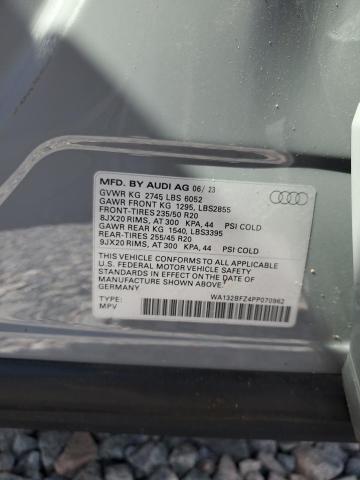 MFD. BY AUDI AG 06/ 23
GVWR KG 2745 LBS 6052
GAWR FRONT KG 1295, LBS2855
FRONT-TIRES 235/50 R20
8JX20 RIMS, AT 300 KPA, 44 PSI COLD
GAWR REAR KG 1540, LBS3395
REAR-TIRES 255/45 R20
9JX20 RIMS, AT 300 KPA, 44 PSI COLD
THIS VEHICLE CONFORMS TO ALL APPLICABLE
U.S. FEDERAL MOTOR VEHICLE SAFETY
STANDARDS IN EFFECT ON THE DATE OF
MANUFACTURE SHOWN ABOVE. MADE IN
GERMANY
WA132BFZ4PP070962
TYPE:
MPV